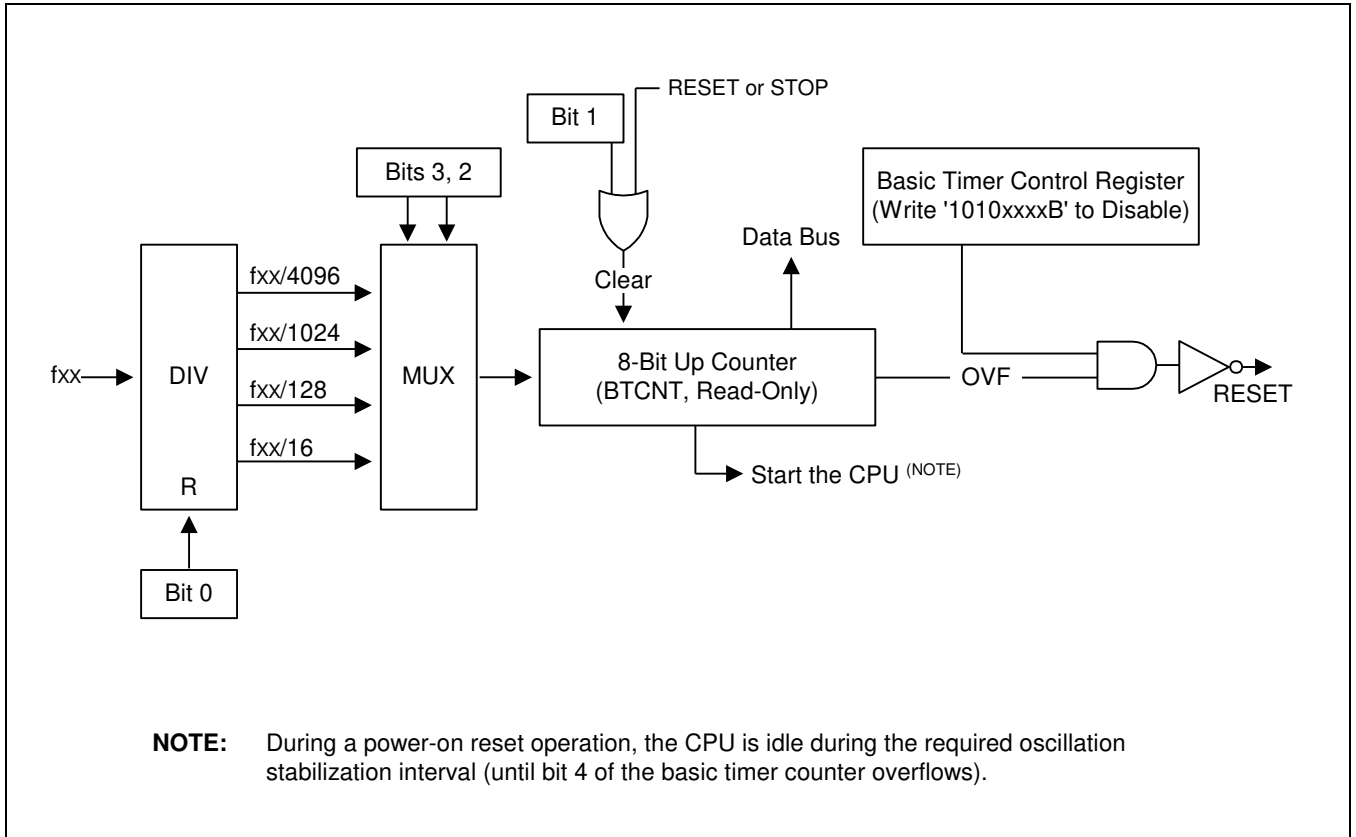 RESET or STOP
Bit 1
Bits 3, 2
Basic Timer Control Register
(Write '1010xxxxB' to Disable)
Data Bus
fxx/4096
Clear
fxx/1024
fxx
DIV
MUX
8-Bit Up Counter
(BTCNT, Read-Only)
OVF
RESET
fxx/128
fxx/16
R
Start the CPU (NOTE)
Bit 0
NOTE: During a power-on reset operation, the CPU is idle during the required oscillation
stabilization interval (until bit 4 of the basic timer counter overflows).